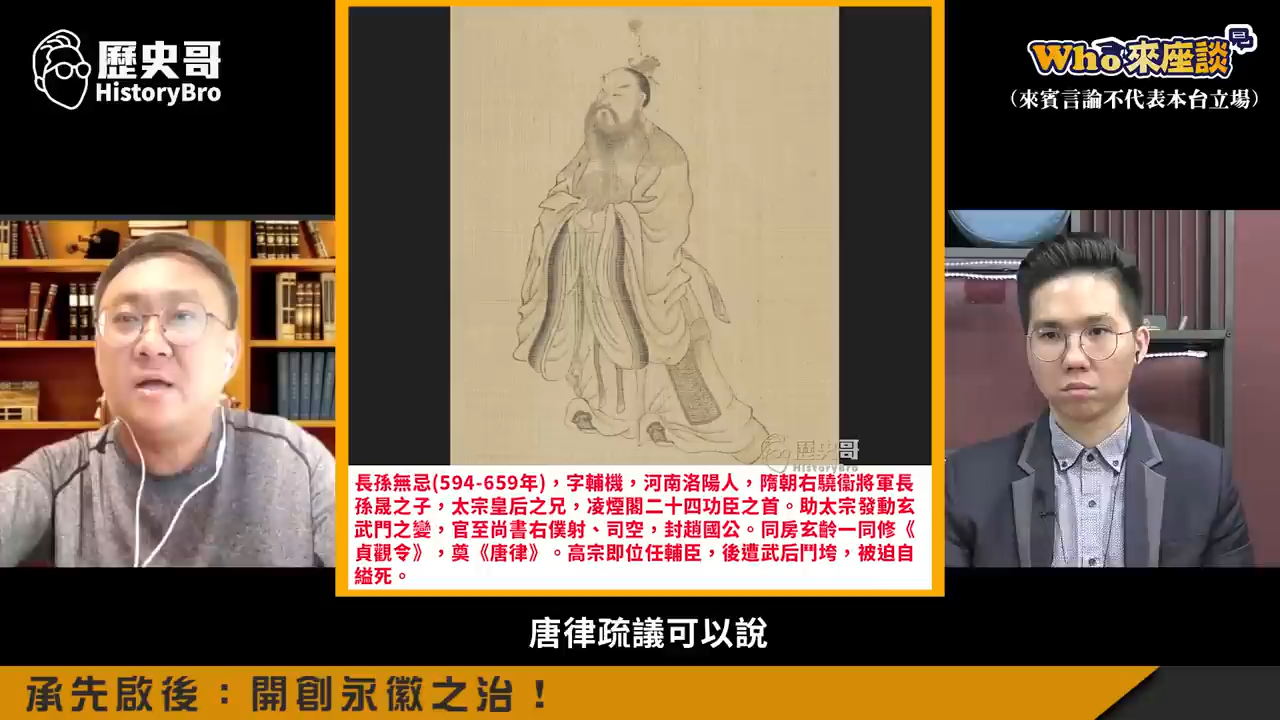 歷史哥
HistoryBro
Who來座談
(來賓言論不代表本台立場)
歷史哥
HistoryBro
長孫無忌(594-659年)，字輔機，河南洛陽人，隋朝右驍衞將軍長
孫晟之子，太宗皇后之兄，凌煙閣二十四功臣之首。助太宗發動玄
武門之變，官至尚書右僕射、司空，封趙國公。同房玄齡一同修《
貞觀令》，奠《唐律》。高宗即位任輔臣，後遭武后鬥垮，被迫自
縊死。
唐律疏議可以說
承先啟後：開創永徽之治！